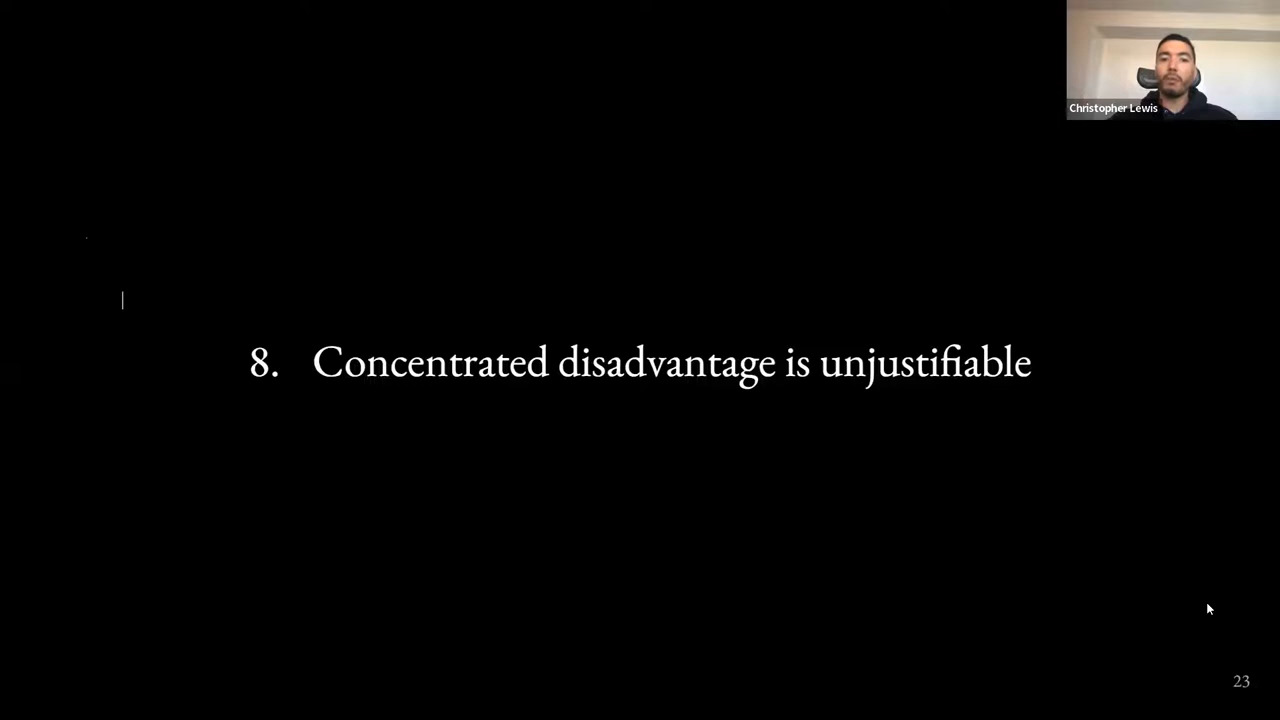 Christopher Lewis
8. Concentrated disadvantage is unjustifiable
23